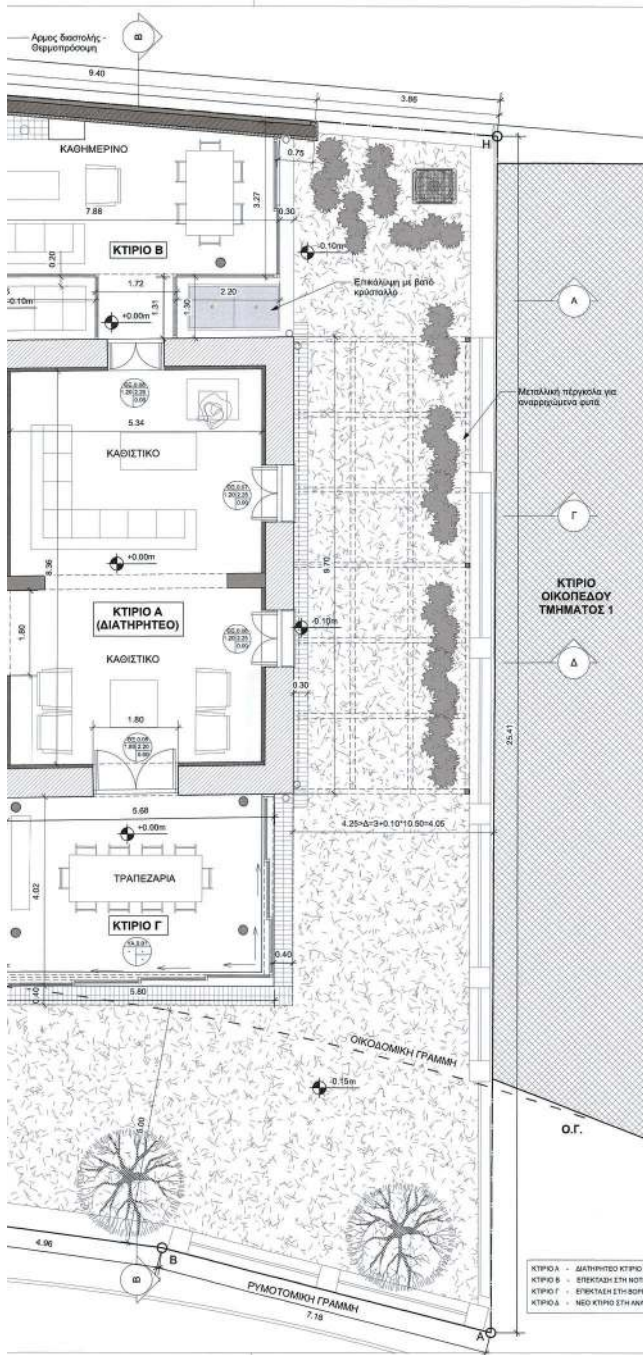 Αρμος διαστολής -
Θερμοπρόσοψη
B
9.40
3.86
H
ΚΑΘΗΜΕΡΙΝΟ
0.75
7.88
3.27
0.30
ΚΤΙΡΙΟ Β
-0.10m
0.20
1.72
Επικάλυψη με βατό
κρύσταλλο
-0.10m
+0.00m
1.31
1.30
2.20
Λ
Μεταλλική πέργκολα για
αναρριχώμενα φυτά
5.34
ΚΑΘΙΣΤΙΚΟ
Γ
+0.00m
8.36
9.70
ΚΤΙΡΙΟ
ΟΙΚΟΠΕΔΟΥ
ΤΜΗΜΑΤΟΣ 1
ΚΤΙΡΙΟ Α
(ΔΙΑΤΗΡΗΤΕΟ)
-0.10m
1.80
ΚΑΘΙΣΤΙΚΟ
Δ
0.30
1.80
25.41
5.68
+0.00m
4.25>Δ=3+0.10*10.50=4.05
4.02
ΤΡΑΠΕΖΑΡΙΑ
ΚΤΙΡΙΟ Γ
0.40
0.40
5.60
ΟΙΚΟΔΟΜΙΚΗ ΓΡΑΜΜΗ
-0.15m
Ο.Γ.
4.96
B
B
ΡΥΜΟΤΟΜΙΚΗ ΓΡΑΜΜΗ
7.18
A
ΚΤΙΡΙΟ Α - ΔΙΑΤΗΡΗΤΕΟ ΚΤΙΡΙΟ
ΚΤΙΡΙΟ Β - ΕΠΕΚΤΑΣΗ ΣΤΗ
ΚΤΙΡΙΟ Γ - ΕΠΕΚΤΑΣΗ ΣΤΗ
ΚΤΙΡΙΟ Δ - ΝΕΟ ΚΤΙΡΙΟ ΣΤΗ